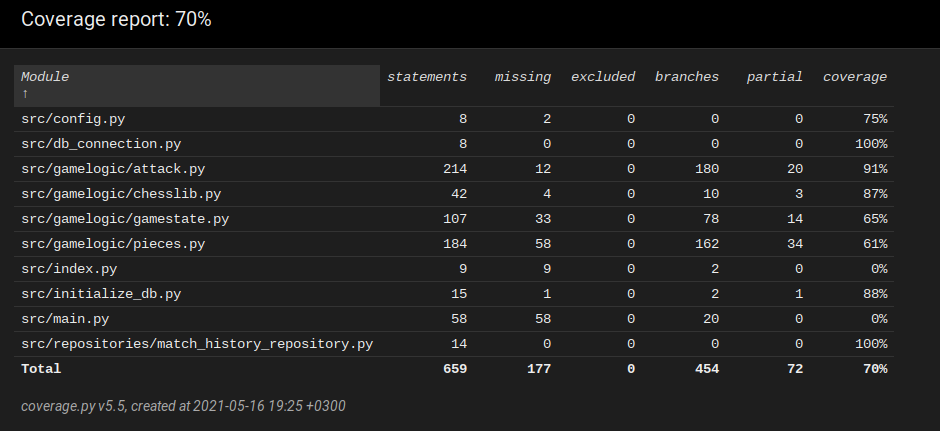 Coverage report: 70%
Module statements missing excluded branches partial coverage
↑
src/config.py 8 2 0 0 0 75%
src/db_connection.py 8 0 0 0 0 100%
src/gamelogic/attack.py 214 12 0 180 20 91%
src/gamelogic/chesslib.py 42 4 0 10 3 87%
src/gamelogic/gamestate.py 107 33 0 78 14 65%
src/gamelogic/pieces.py 184 58 0 162 34 61%
src/index.py 9 9 0 2 0 0%
src/initialize_db.py 15 1 0 2 1 88%
src/main.py 58 58 0 20 0 0%
src/repositories/match_history_repository.py 14 0 0 0 0 100%
Total 659 177 0 454 72 70%
coverage.py v5.5, created at 2021-05-16 19:25 +0300